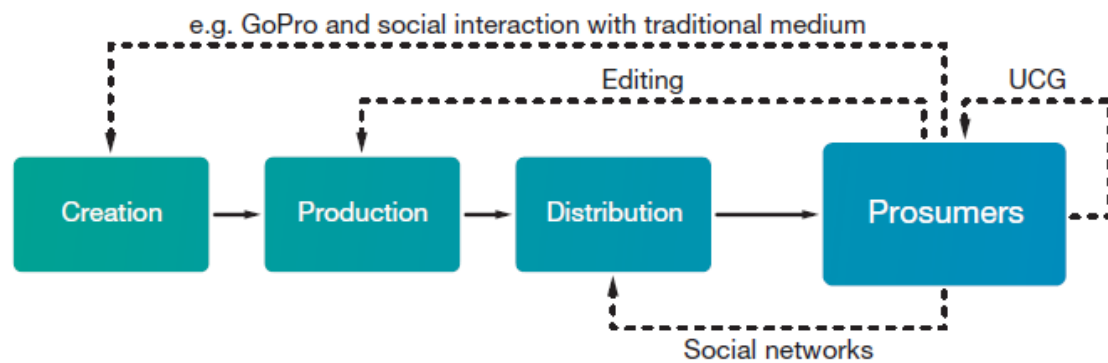 e.g. GoPro and social interaction with traditional medium
Editing
UCG
Creation
Production
Distribution
Prosumers
Social networks